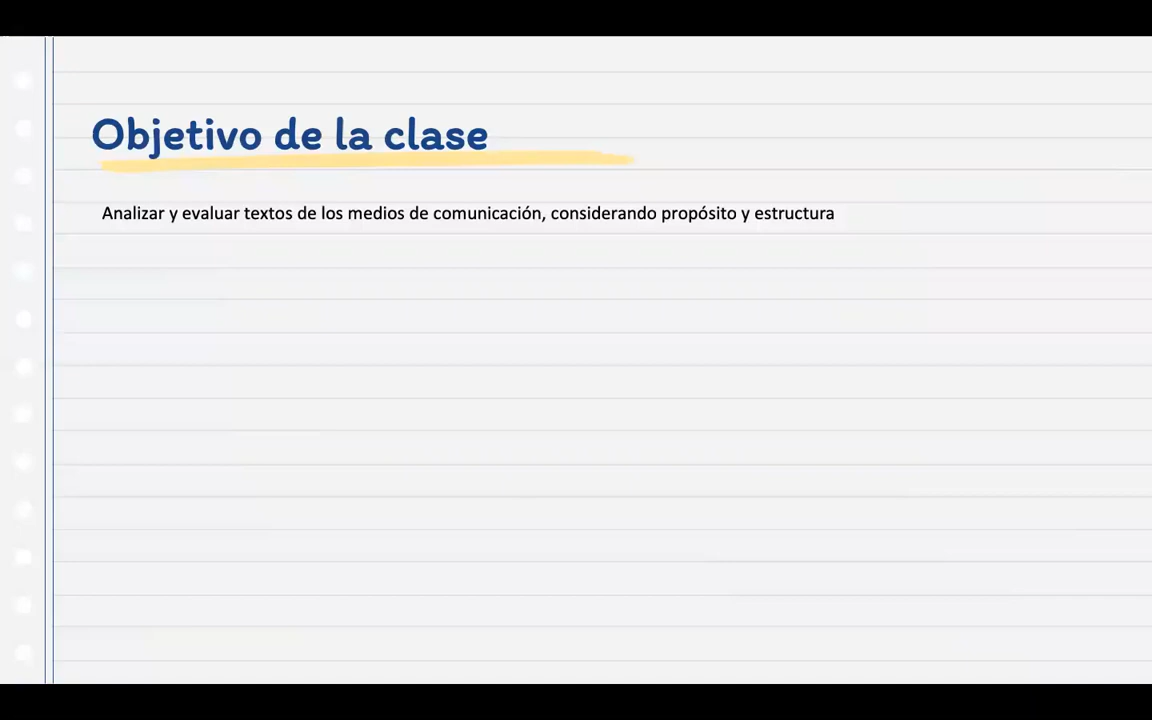 Objetivo de la clase
Analizar y evaluar textos de los medios de comunicación, considerando propósito y estructura